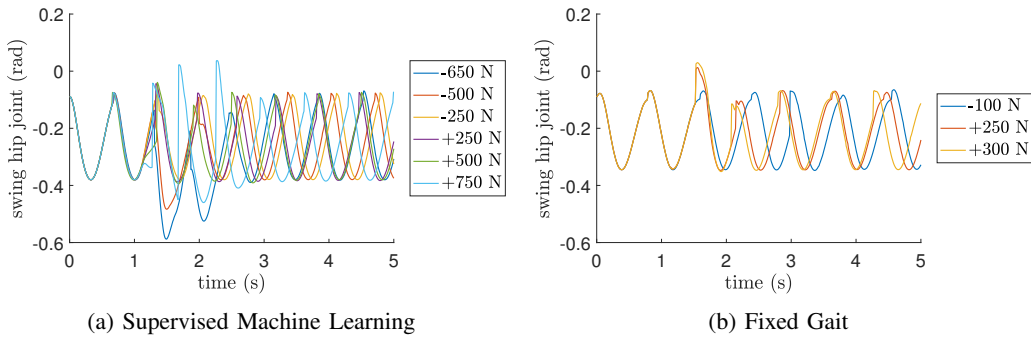 0.2
0
-0.2
-0.4
-0.6
swing hip joint (rad)
0 1 2 3 4 5
time (s)
-650 N
-500 N
-250 N
+250 N
+500 N
+750 N
(a) Supervised Machine Learning
0.2
0
-0.2
-0.4
-0.6
swing hip joint (rad)
0 1 2 3 4 5
time (s)
-100 N
+250 N
+300 N
(b) Fixed Gait